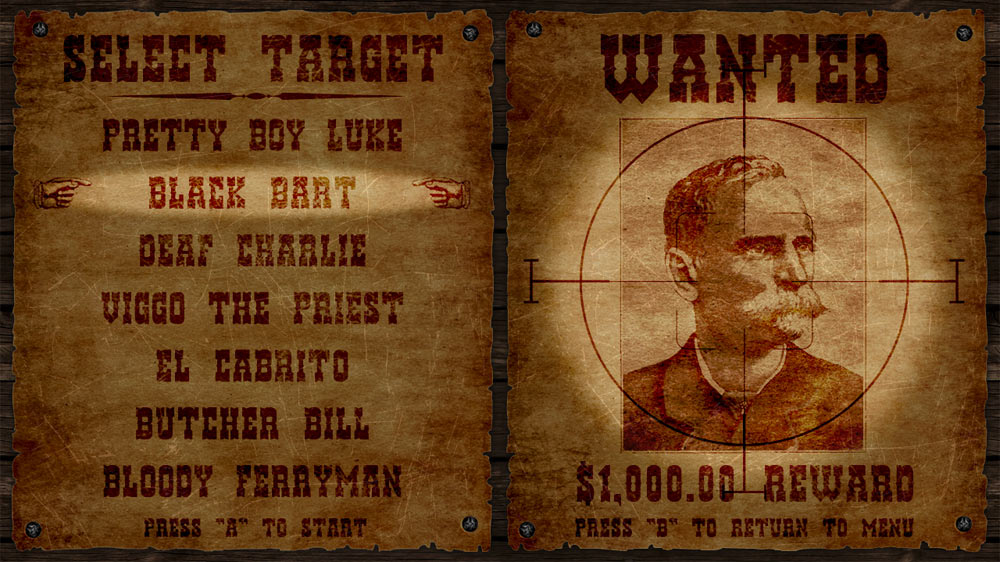 SELECT TARGET
PRETTY BOY LUKE
BLACK BART
DEAF CHARLIE
VIGGO THE PRIEST
EL CABRITO
BUTCHER BILL
BLOODY FERRYMAN
PRESS "A" TO START
WANTED
$1,000.00 REWARD
PRESS "B" TO RETURN TO MENU